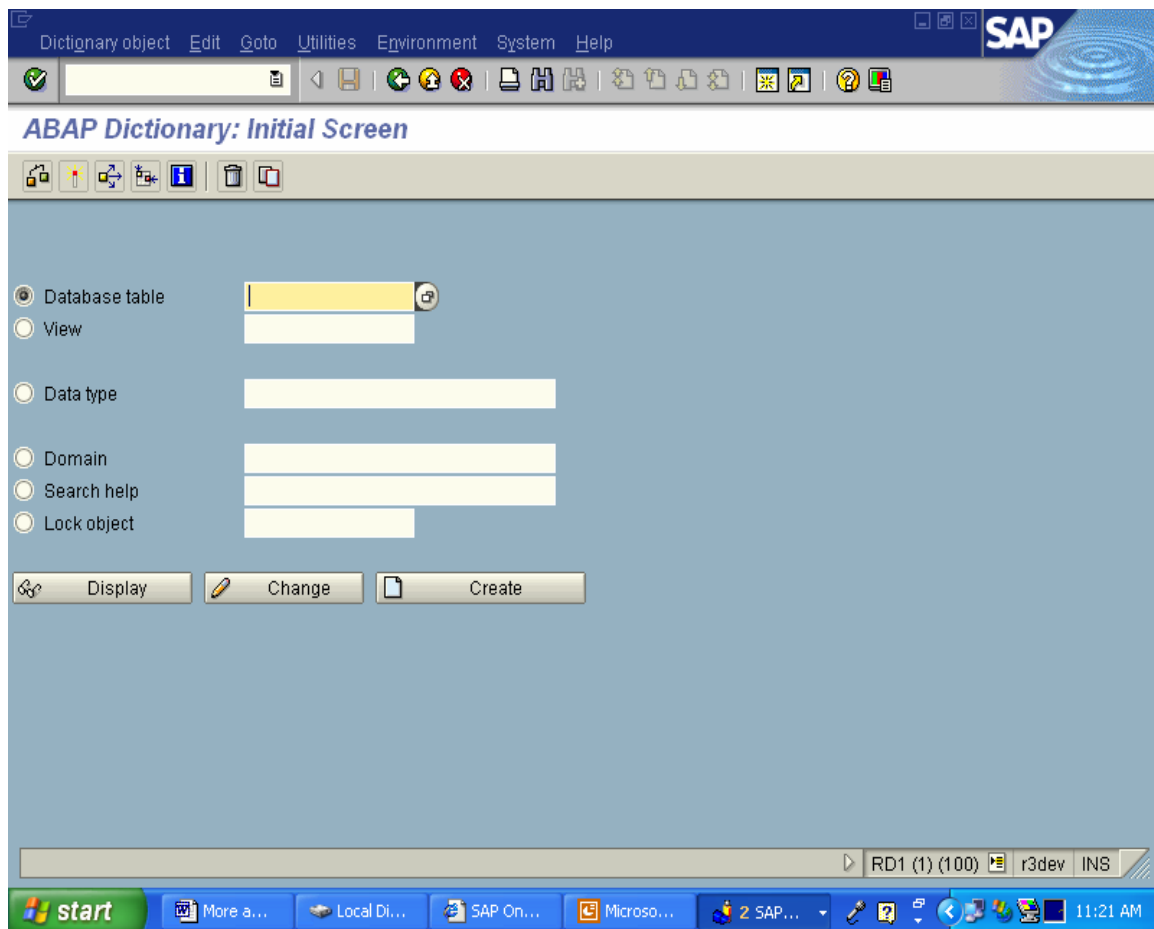 Dictionary object Edit Goto Utilities Environment System Help
SAP
ABAP Dictionary: Initial Screen
Database table
View
Data type
Domain
Search help
Lock object
Display Change Create
RD1 (1) (100) r3dev INS
start More a... Local Di... SAP On... Microso... 2 SAP... 11:21 AM